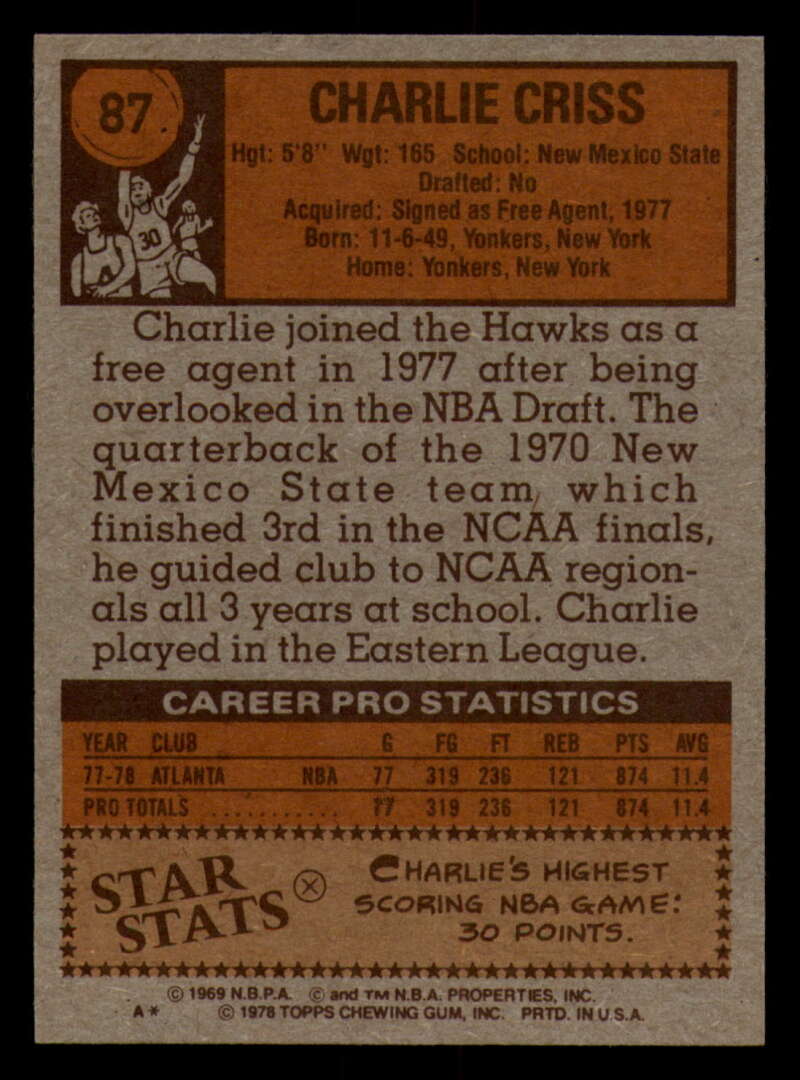 87
CHARLIE CRISS
Hgt: 5'8" Wgt: 165 School: New Mexico State
Drafted: No
Acquired: Signed as Free Agent, 1977
Born: 11-6-49, Yonkers, New York
Home: Yonkers, New York
30
A
Charlie joined the Hawks as a
free agent in 1977 after being
overlooked in the NBA Draft. The
quarterback of the 1970 New
Mexico State team, which
finished 3rd in the NCAA finals,
he guided club to NCAA region-
als all 3 years at school. Charlie
played in the Eastern League.
CAREER PRO STATISTICS
YEAR CLUB G FG FT REB PTS AVG
77-78 ATLANTA NBA 77 319 236 121 874 11.4
PRO TOTALS ........... 77 319 236 121 874 11.4
STAR
STATS
CHARLIE'S HIGHEST
SCORING NBA GAME:
30 POINTS.
© 1969 N.B.P.A. © and TM N.B.A. PROPERTIES, INC.
A* © 1978 TOPPS CHEWING GUM, INC. PRTD. IN U.S.A.